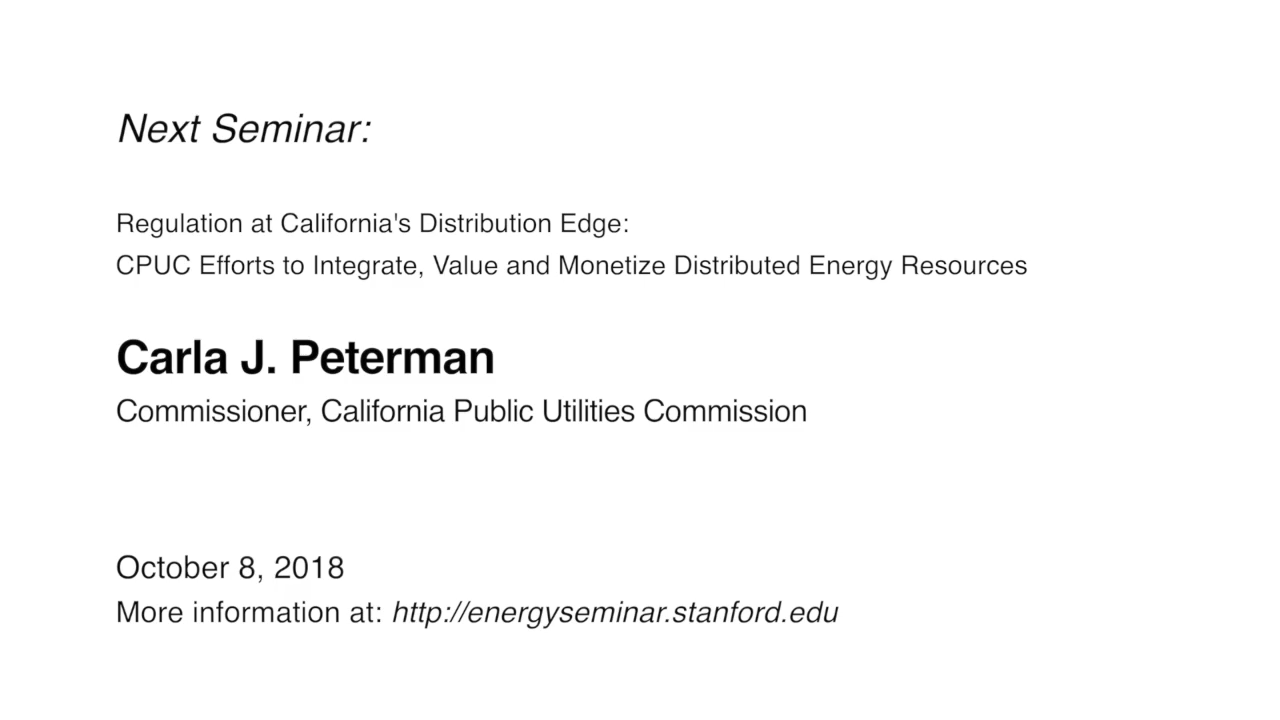 Next Seminar:
Regulation at California's Distribution Edge:
CPUC Efforts to Integrate, Value and Monetize Distributed Energy Resources
Carla J. Peterman
Commissioner, California Public Utilities Commission
October 8, 2018
More information at: http://energyseminar.stanford.edu